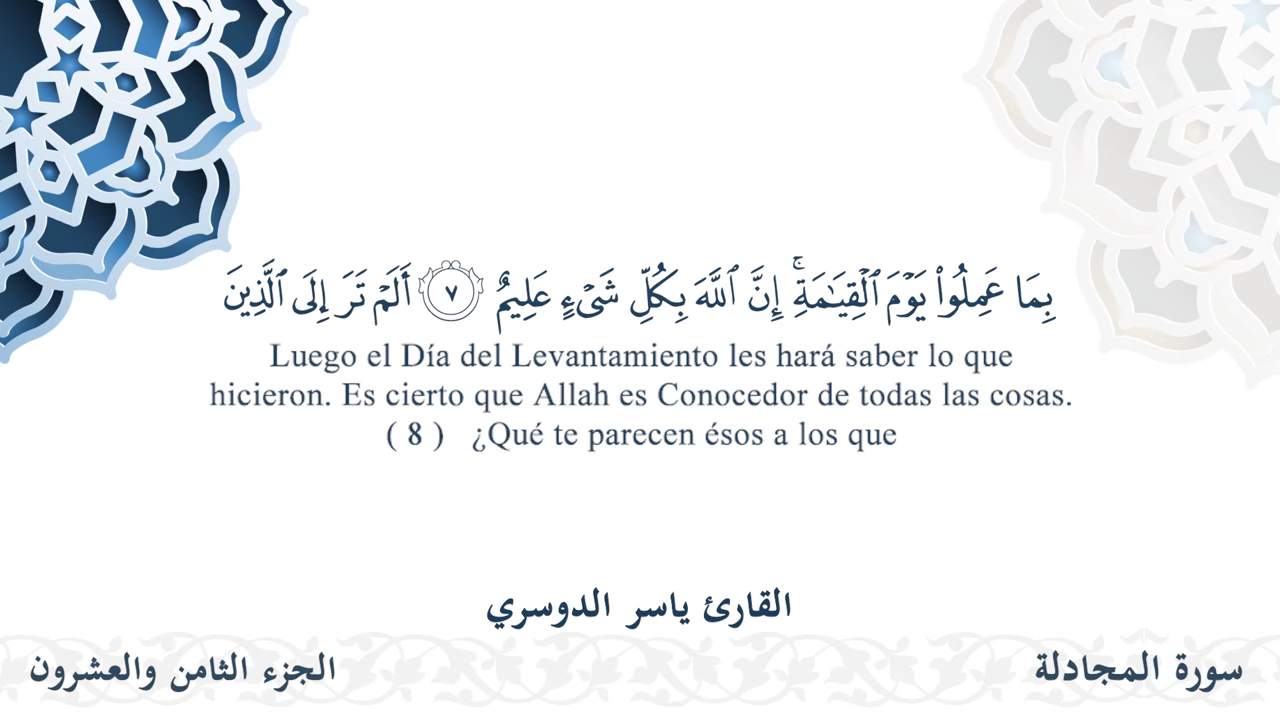 بِمَا عَمِلُوا۟ يَوْمَ ٱلْقِيَـٰمَةِ ۚ إِنَّ ٱللَّهَ بِكُلِّ شَىْءٍ عَلِيمٌ ٧ أَلَمْ تَرَ إِلَى ٱلَّذِينَ
Luego el Día del Levantamiento les hará saber lo que
hicieron. Es cierto que Allah es Conocedor de todas las cosas.
( 8 ) ¿Qué te parecen ésos a los que
القارئ ياسر الدوسري
سورة المجادلة
الجزء الثامن والعشرون